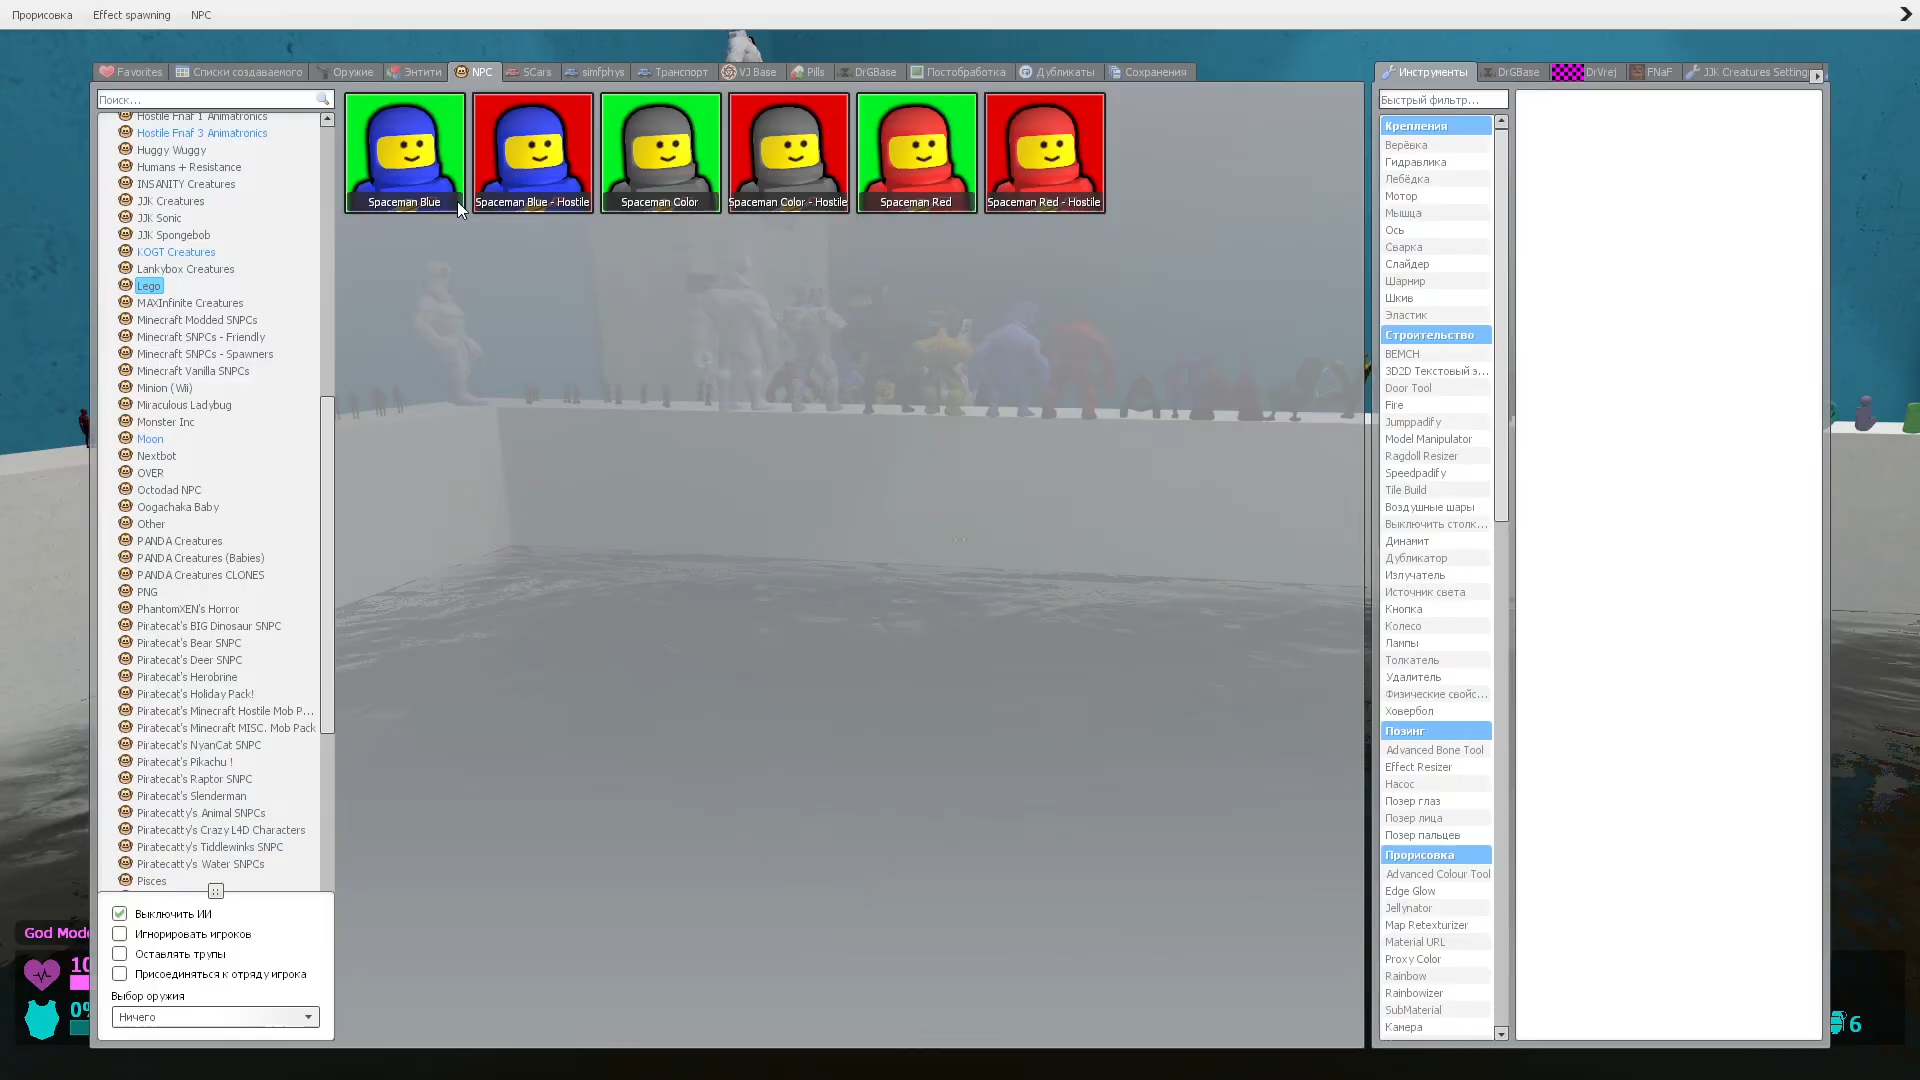 Прорисовка Effect spawning NPC
Favorites Списки создаваемого Оружие Энтити NPC SCars simfphys Транспорт VJ Base Pills DrGBase Постобработка Дубликаты Сохранения
Инструменты DrGBase DrVrej FNaF JJK Creatures Setting
Поиск...
Hostile Fnaf 1 Animatronics
Hostile Fnaf 3 Animatronics
Huggy Wuggy
Humans + Resistance
INSANITY Creatures
JJK Creatures
JJK Sonic
JJK Spongebob
KOGT Creatures
Lankybox Creatures
Lego
MAXInfinite Creatures
Minecraft Modded SNPCs
Minecraft SNPCs - Friendly
Minecraft SNPCs - Spawners
Minecraft Vanilla SNPCs
Minion (Wii)
Miraculous Ladybug
Monster Inc
Moon
Nextbot
OVER
Octodad NPC
Oogachaka Baby
Other
PANDA Creatures
PANDA Creatures (Babies)
PANDA Creatures CLONES
PNG
PhantomXEN's Horror
Piratecat's BIG Dinosaur SNPC
Piratecat's Bear SNPC
Piratecat's Deer SNPC
Piratecat's Herobrine
Piratecat's Holiday Pack!
Piratecat's Minecraft Hostile Mob P...
Piratecat's Minecraft MISC. Mob Pack
Piratecat's NyanCat SNPC
Piratecat's Pikachu !
Piratecat's Raptor SNPC
Piratecat's Slenderman
Piratecatty's Animal SNPCs
Piratecatty's Crazy L4D Characters
Piratecatty's Tiddlewinks SNPC
Piratecatty's Water SNPCs
Pisces
Выключить ИИ
Игнорировать игроков
Оставлять трупы
Присоединяться к отряду игрока
Выбор оружия
Ничего
God Mode
10
0%
Spaceman Blue
Spaceman Blue - Hostile
Spaceman Color
Spaceman Color - Hostile
Spaceman Red
Spaceman Red - Hostile
Быстрый фильтр...
Крепления
Верёвка
Гидравлика
Лебёдка
Мотор
Мышца
Ось
Сварка
Слайдер
Шарнир
Шкив
Эластик
Строительство
ВЕМСН
3D2D Текстовый э...
Door Tool
Fire
Jumppadify
Model Manipulator
Ragdoll Resizer
Speedpadify
Tile Build
Воздушные шары
Выключить столк...
Динамит
Дубликатор
Излучатель
Источник света
Кнопка
Колесо
Лампы
Толкатель
Удалитель
Физические свойс...
Ховербол
Позинг
Advanced Bone Tool
Effect Resizer
Насос
Позер глаз
Позер лица
Позер пальцев
Прорисовка
Advanced Colour Tool
Edge Glow
Jellynator
Map Retexturizer
Material URL
Proxy Color
Rainbow
Rainbowizer
SubMaterial
Камера
6